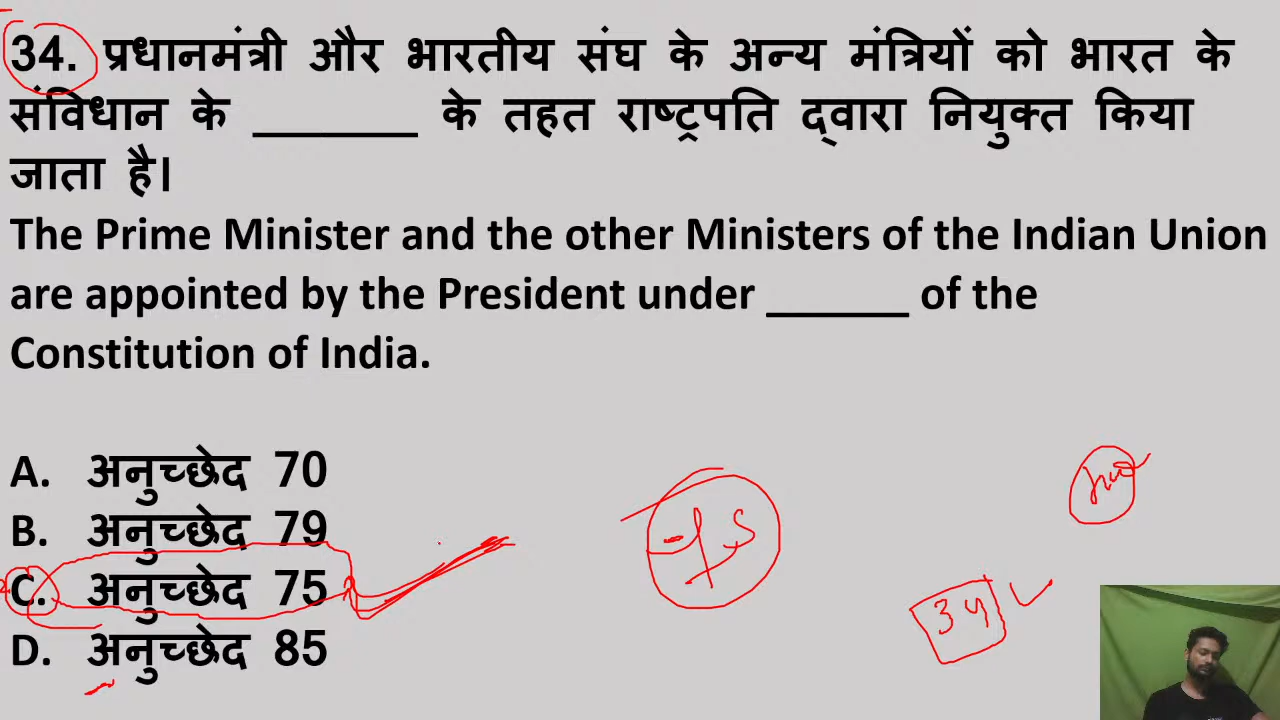 34. प्रधानमंत्री और भारतीय संघ के अन्य मंत्रियों को भारत के
संविधान के _______ के तहत राष्ट्रपति द्वारा नियुक्त किया
जाता है।
The Prime Minister and the other Ministers of the Indian Union
are appointed by the President under ______ of the
Constitution of India.
A. अनुच्छेद 70
B. अनुच्छेद 79
C. अनुच्छेद 75
D. अनुच्छेद 85
34